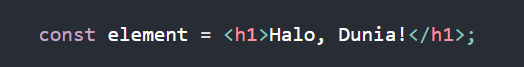 const element = <h1>Halo, Dunia!</h1>;